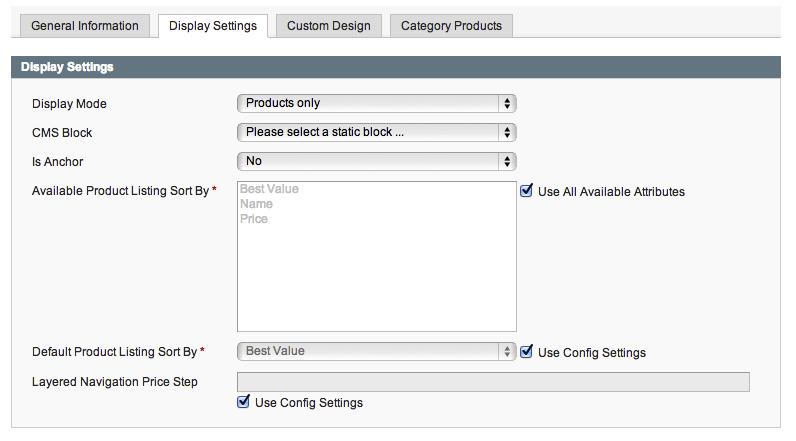 General Information
Display Settings
Custom Design
Category Products
Display Settings
Display Mode
Products only
CMS Block
Please select a static block ...
Is Anchor
No
Available Product Listing Sort By *
Best Value
Name
Price
Use All Available Attributes
Default Product Listing Sort By *
Best Value
Use Config Settings
Layered Navigation Price Step
Use Config Settings